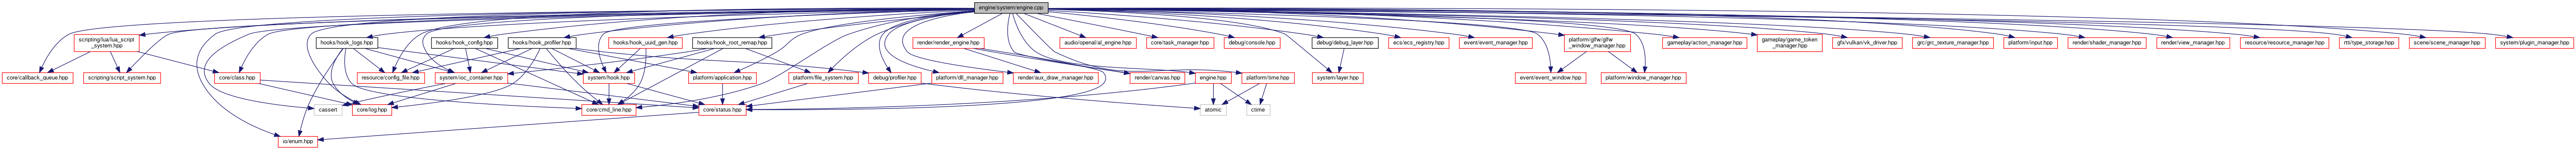 engine/system/engine.cpp
scripting/lua/lua_script
_system.hpp
hooks/hook_logs.hpp
hooks/hook_config.hpp
hooks/hook_profiler.hpp
hooks/hook_uuid_gen.hpp
hooks/hook_root_remap.hpp
render/render_engine.hpp
audio/openal/al_engine.hpp
core/task_manager.hpp
debug/console.hpp
debug/debug_layer.hpp
ecs/ecs_registry.hpp
event/event_manager.hpp
platform/glfw/glfw
_window_manager.hpp
gameplay/action_manager.hpp
gameplay/game_token
_manager.hpp
gfx/vulkan/vk_driver.hpp
grc/grc_texture_manager.hpp
platform/input.hpp
render/shader_manager.hpp
render/view_manager.hpp
resource/resource_manager.hpp
rtti/type_storage.hpp
scene/scene_manager.hpp
system/plugin_manager.hpp
core/callback_queue.hpp
scripting/script_system.hpp
core/class.hpp
resource/config_file.hpp
system/ioc_container.hpp
system/hook.hpp
platform/application.hpp
platform/file_system.hpp
debug/profiler.hpp
platform/dll_manager.hpp
render/aux_draw_manager.hpp
render/canvas.hpp
engine.hpp
platform/time.hpp
system/layer.hpp
event/event_window.hpp
platform/window_manager.hpp
cassert
core/log.hpp
core/cmd_line.hpp
core/status.hpp
atomic
ctime
io/enum.hpp